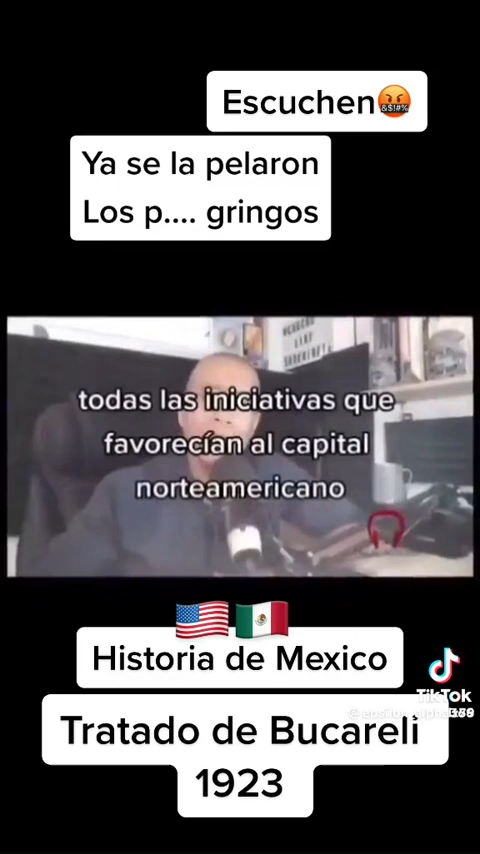 Escuchen
Ya se la pelaron
Los p.... gringos
todas las iniciativas que
favorecían al capital
norteamericano
Historia de Mexico
TikTok
Tratado de Bucareli
1923